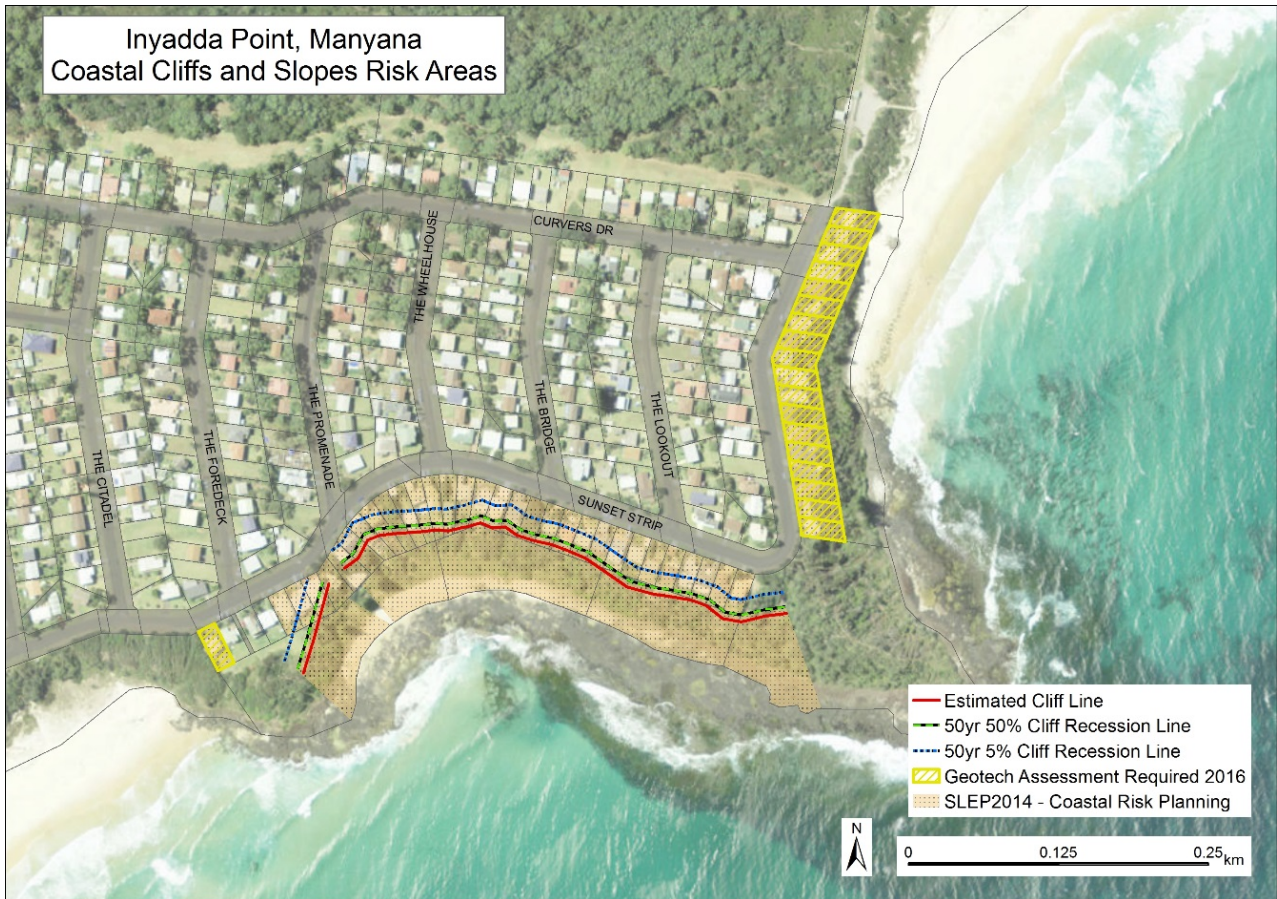 Inyadda Point, Manyana
Coastal Cliffs and Slopes Risk Areas
CURVERS DR
THE WHEELHOUSE
THE PROMENADE
THE BRIDGE
THE LOOKOUT
THE FOREDECK
THE CITADEL
SUNSET STRIP
Estimated Cliff Line
50yr 50% Cliff Recession Line
50yr 5% Cliff Recession Line
Geotech Assessment Required 2016
SLEP2014 - Coastal Risk Planning
N
0 0.125 0.25 km